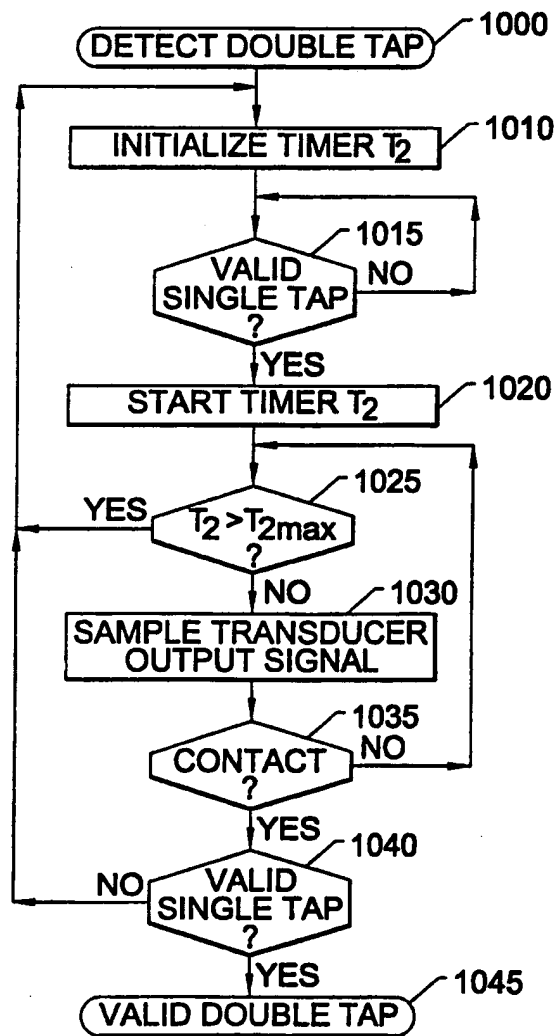 DETECT DOUBLE TAP
1000
INITIALIZE TIMER T2
1010
1015
VALID
SINGLE TAP
?
NO
YES
START TIMER T2
1020
1025
YES
T2 > T2max
?
NO
1030
SAMPLE TRANSDUCER
OUTPUT SIGNAL
1035
CONTACT
?
NO
YES
1040
NO
VALID
SINGLE TAP
?
YES
1045
VALID DOUBLE TAP